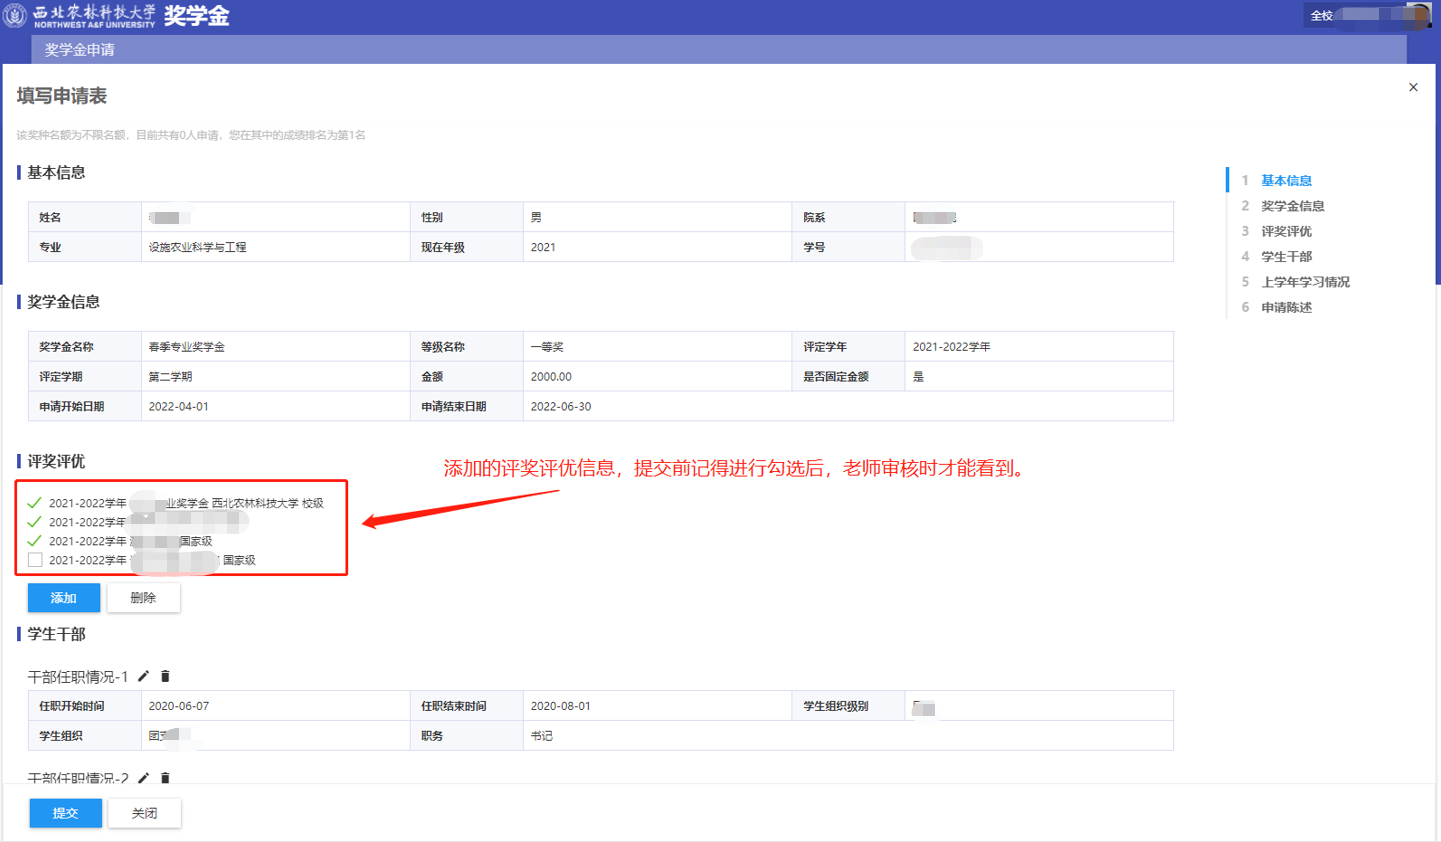 西北农林科技大学 奖学金
NORTHWEST A&F UNIVERSITY
全校
奖学金申请
填写申请表
该奖种名额为不限名额，目前共有0人申请，您在其中的成绩排名为第1名
基本信息
姓名 性别 男 院系
专业 设施农业科学与工程 现在年级 2021 学号
奖学金信息
奖学金名称 春季专业奖学金 等级名称 一等奖 评定学年 2021-2022学年
评定学期 第二学期 金额 2000.00 是否固定金额 是
申请开始日期 2022-04-01 申请结束日期 2022-06-30
评奖评优
添加的评奖评优信息，提交前记得进行勾选后，老师审核时才能看到。
2021-2022学年 业奖学金 西北农林科技大学 校级
2021-2022学年
2021-2022学年 国家级
2021-2022学年 国家级
添加 删除
学生干部
干部任职情况-1
任职开始时间 2020-06-07 任职结束时间 2020-08-01 学生组织级别
学生组织 团支 职务 书记
干部任职情况-2
提交 关闭
1 基本信息
2 奖学金信息
3 评奖评优
4 学生干部
5 上学年学习情况
6 申请陈述